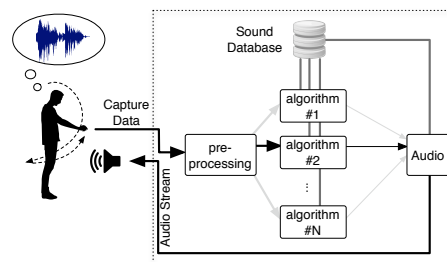 Sound
Database
Capture
Data
algorithm
#1
pre-
processing
algorithm
#2
Audio
...
algorithm
#N
Audio Stream